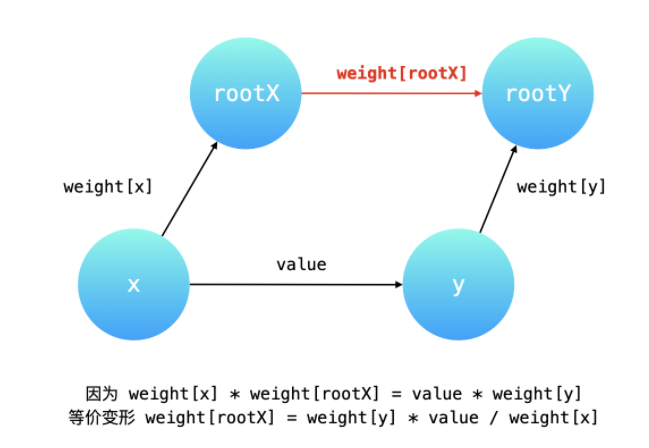 weight[rootX]
rootX
rootY
weight[x]
weight[y]
value
x
y
因为 weight[x] * weight[rootX] = value * weight[y]
等价变形 weight[rootX] = weight[y] * value / weight[x]